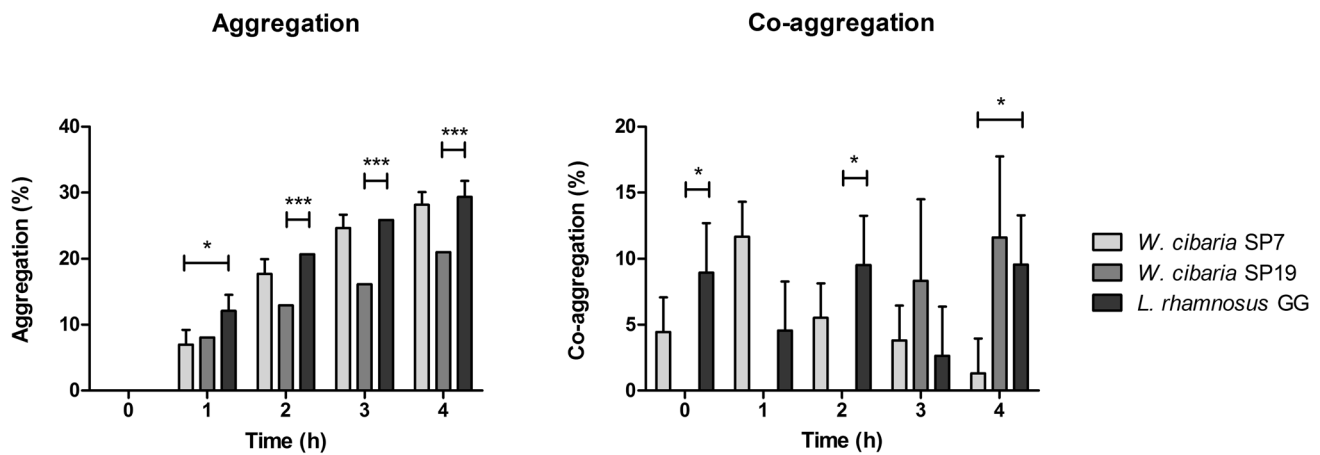 Aggregation
Aggregation (%)
40
30
20
10
0
*
***
***
***
0 1 2 3 4
Time (h)
Co-aggregation
Co-aggregation (%)
20
15
10
5
0
*
*
*
0 1 2 3 4
Time (h)
W. cibaria SP7
W. cibaria SP19
L. rhamnosus GG